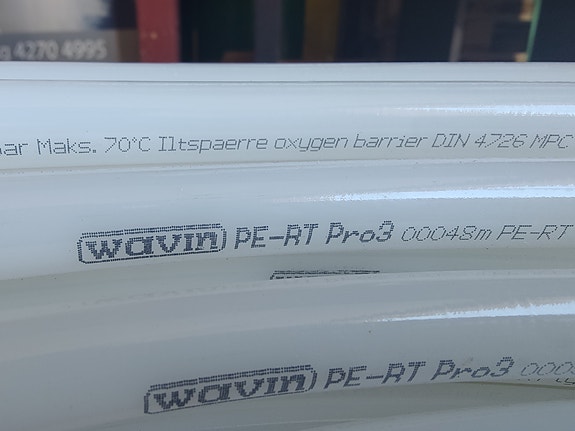 4270 4995
Maks. 70°C Iltspaerre oxygen barrier DIN 4726 MPC
wavin PE-RT Pro3 00048m PE-RT
wavin PE-RT Pro3